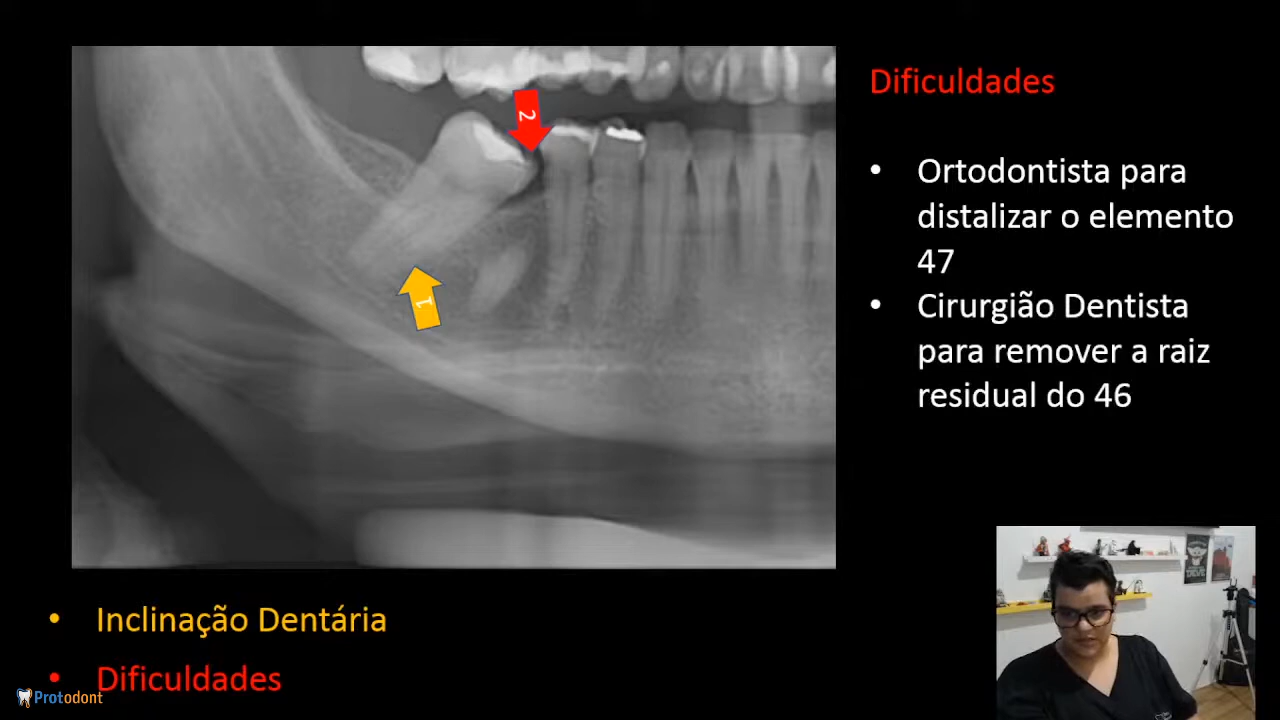 Dificuldades
• Ortodontista para
distalizar o elemento
47
• Cirurgião Dentista
para remover a raiz
residual do 46
2
1
• Inclinação Dentária
• Dificuldades
Protodont